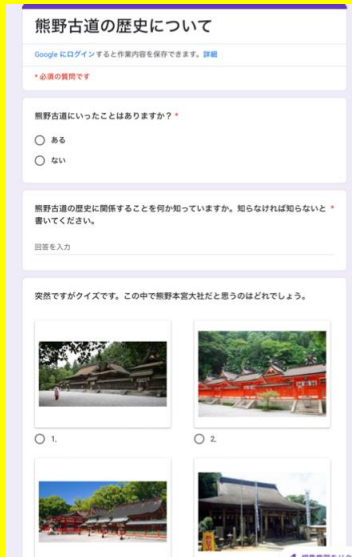 熊野古道の歴史について
Google にログインすると作業内容を保存できます。詳細
* 必須の質問です
熊野古道にいったことはありますか？ *
ある
ない
熊野古道の歴史に関係することを何か知っていますか。知らなければ知らないと *
書いてください。
回答を入力
突然ですがクイズです。この中で熊野本宮大社だと思うのはどれでしょう。
1.
2.